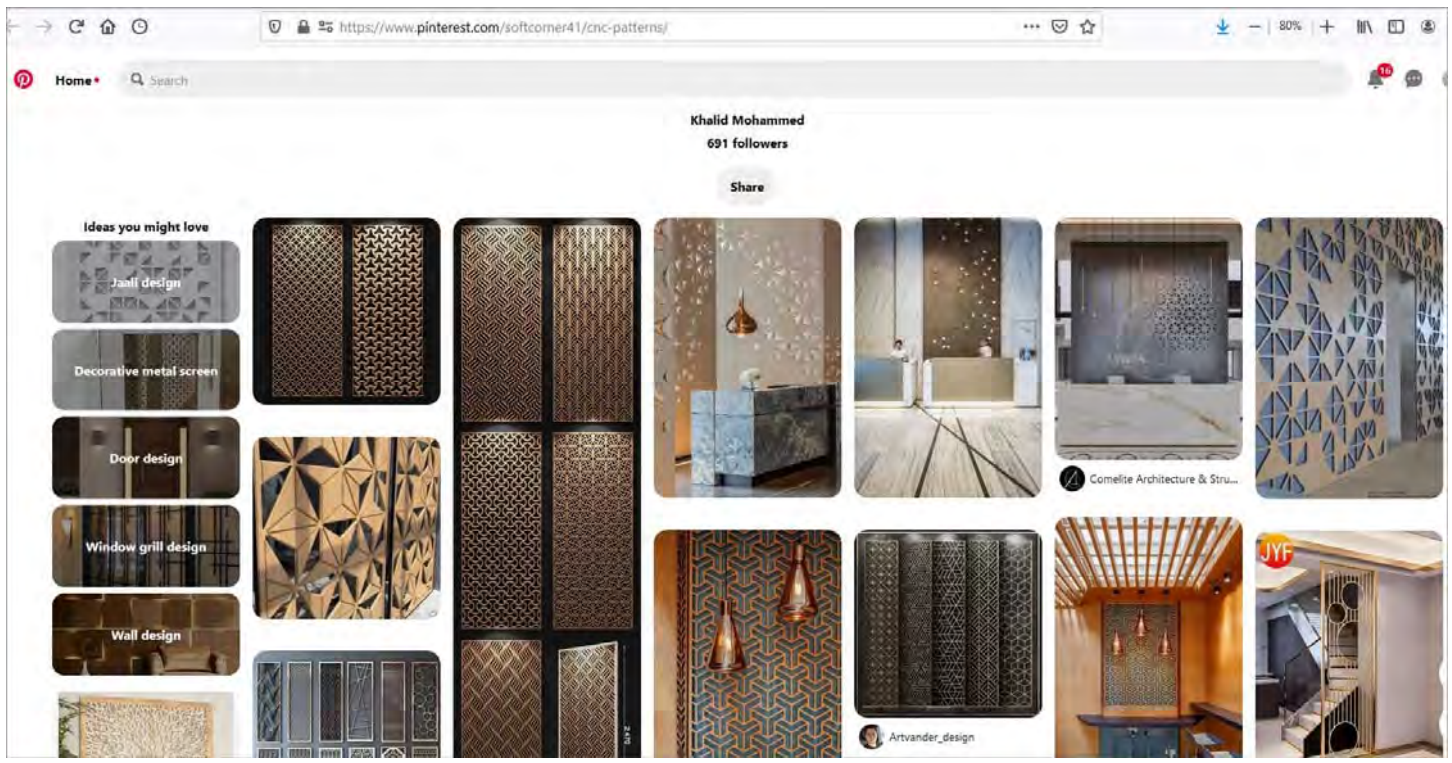 https://www.pinterest.com/softcorner41/cnc-patterns/
80%
Home
Search
16
Khalid Mohammed
691 followers
Share
Ideas you might love
Jaali design
Decorative metal screen
Door design
Window grill design
Wall design
Comelite Architecture & Stru...
JYF
Artvander_design